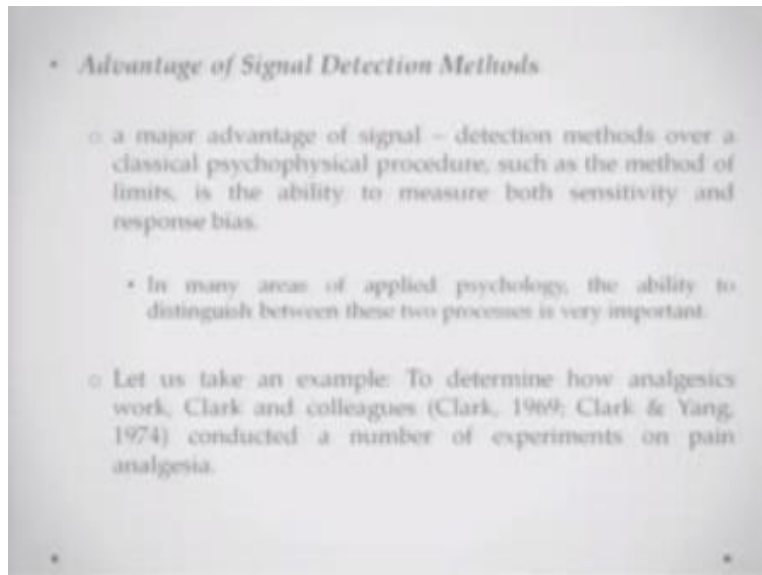 • Advantage of Signal Detection Methods
o a major advantage of signal – detection methods over a
classical psychophysical procedure, such as the method of
limits, is the ability to measure both sensitivity and
response bias.
• In many areas of applied psychology, the ability to
distinguish between these two processes is very important.
o Let us take an example: To determine how analgesics
work, Clark and colleagues (Clark, 1969; Clark & Yang,
1974) conducted a number of experiments on pain
analgesia.